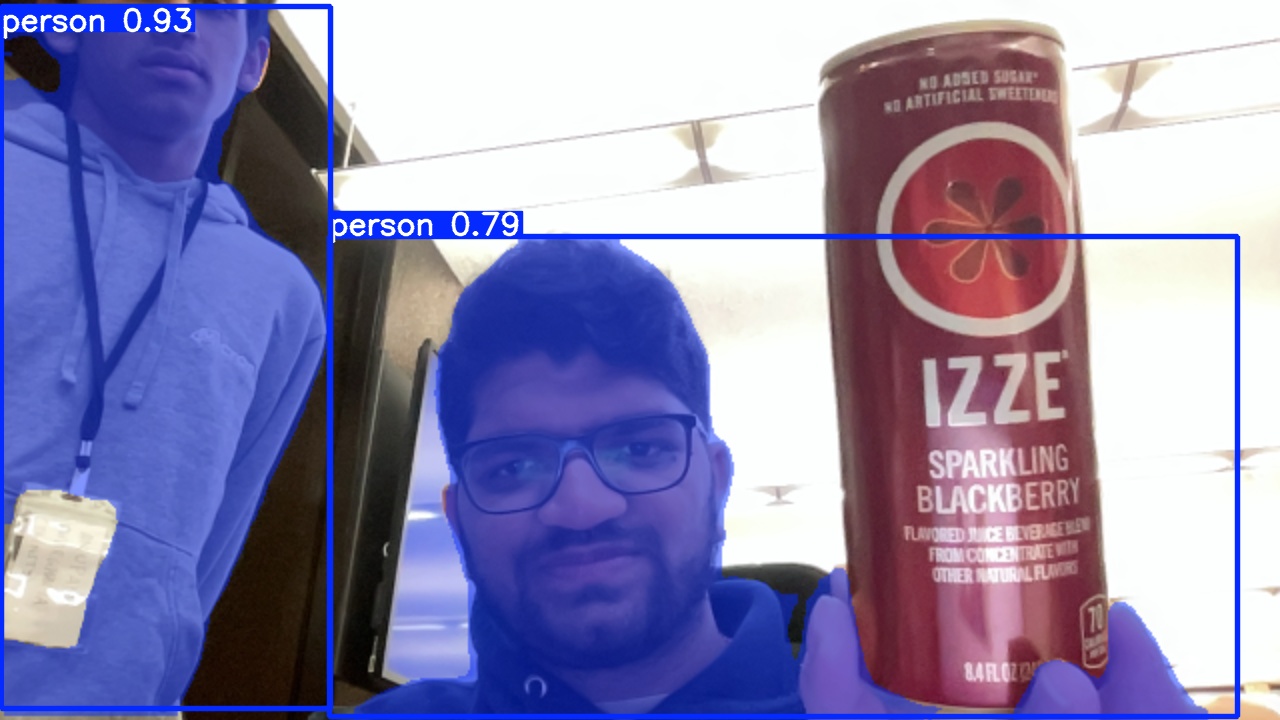 person 0.93
person 0.79
NO ADDED SUGAR*
NO ARTIFICIAL SWEETENERS
IZZE
SPARKLING
BLACKBERRY
FLAVORED JUICE BEVERAGE BLEND
FROM CONCENTRATE WITH
OTHER NATURAL FLAVORS
70
8.4 FL OZ